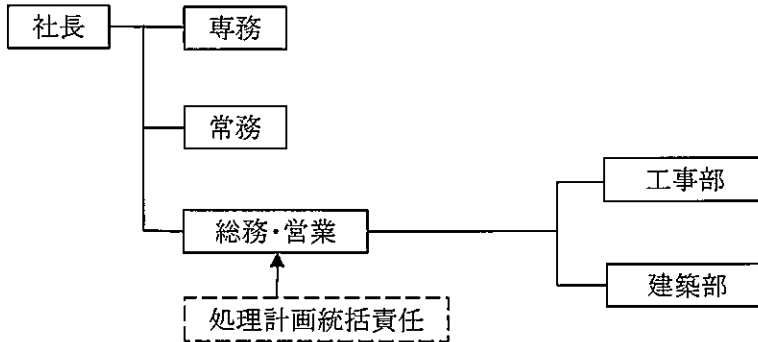 社長
専務
常務
総務・営業
工事部
建築部
処理計画統括責任